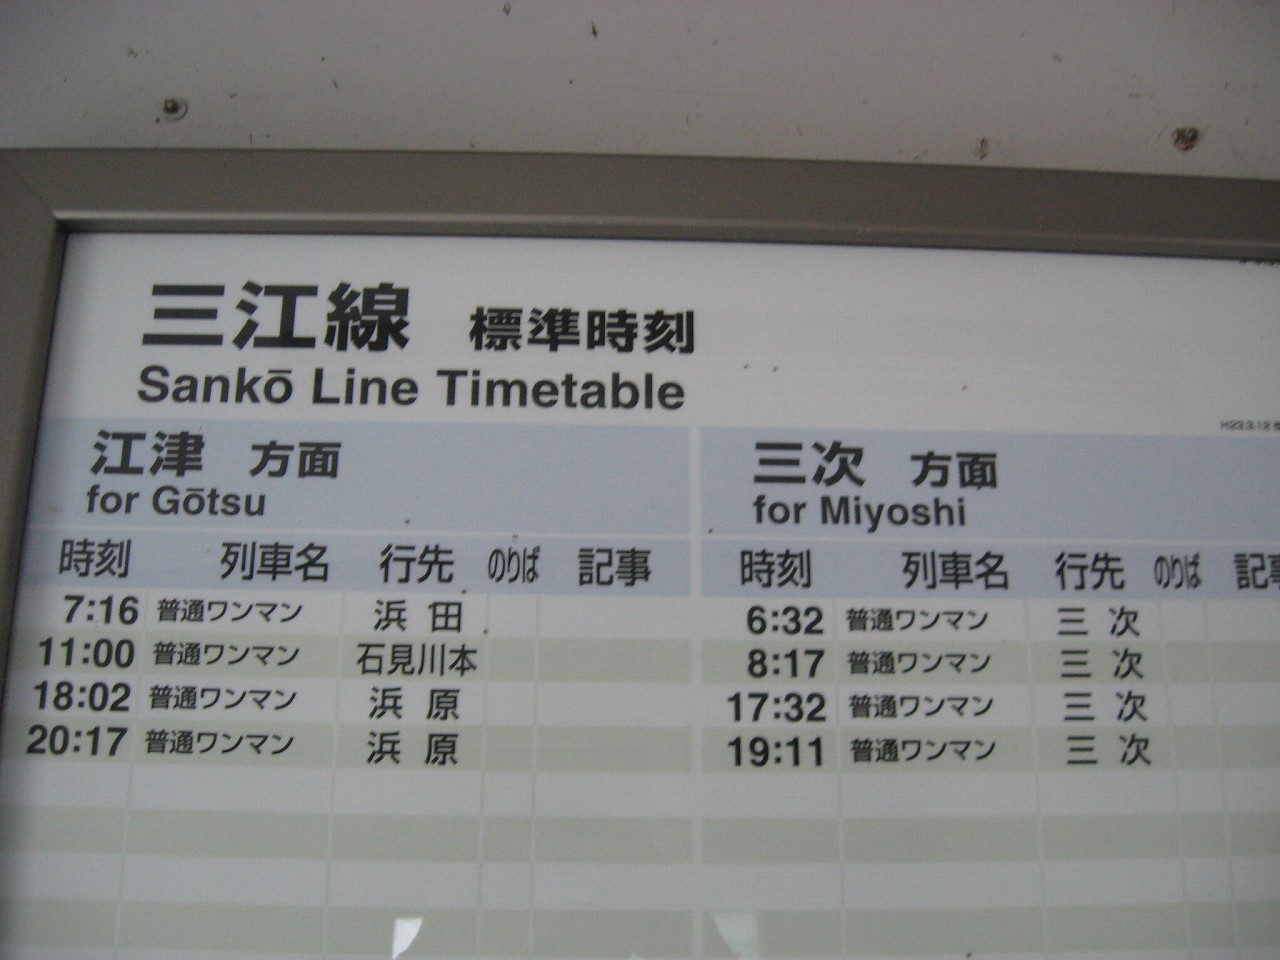 三江線 標準時刻
Sankō Line Timetable
H23.3.12
江津 方面
for Gōtsu
時刻 列車名 行先 のりば 記事
7:16 普通ワンマン 浜田
11:00 普通ワンマン 石見川本
18:02 普通ワンマン 浜原
20:17 普通ワンマン 浜原
三次 方面
for Miyoshi
時刻 列車名 行先 のりば 記事
6:32 普通ワンマン 三次
8:17 普通ワンマン 三次
17:32 普通ワンマン 三次
19:11 普通ワンマン 三次